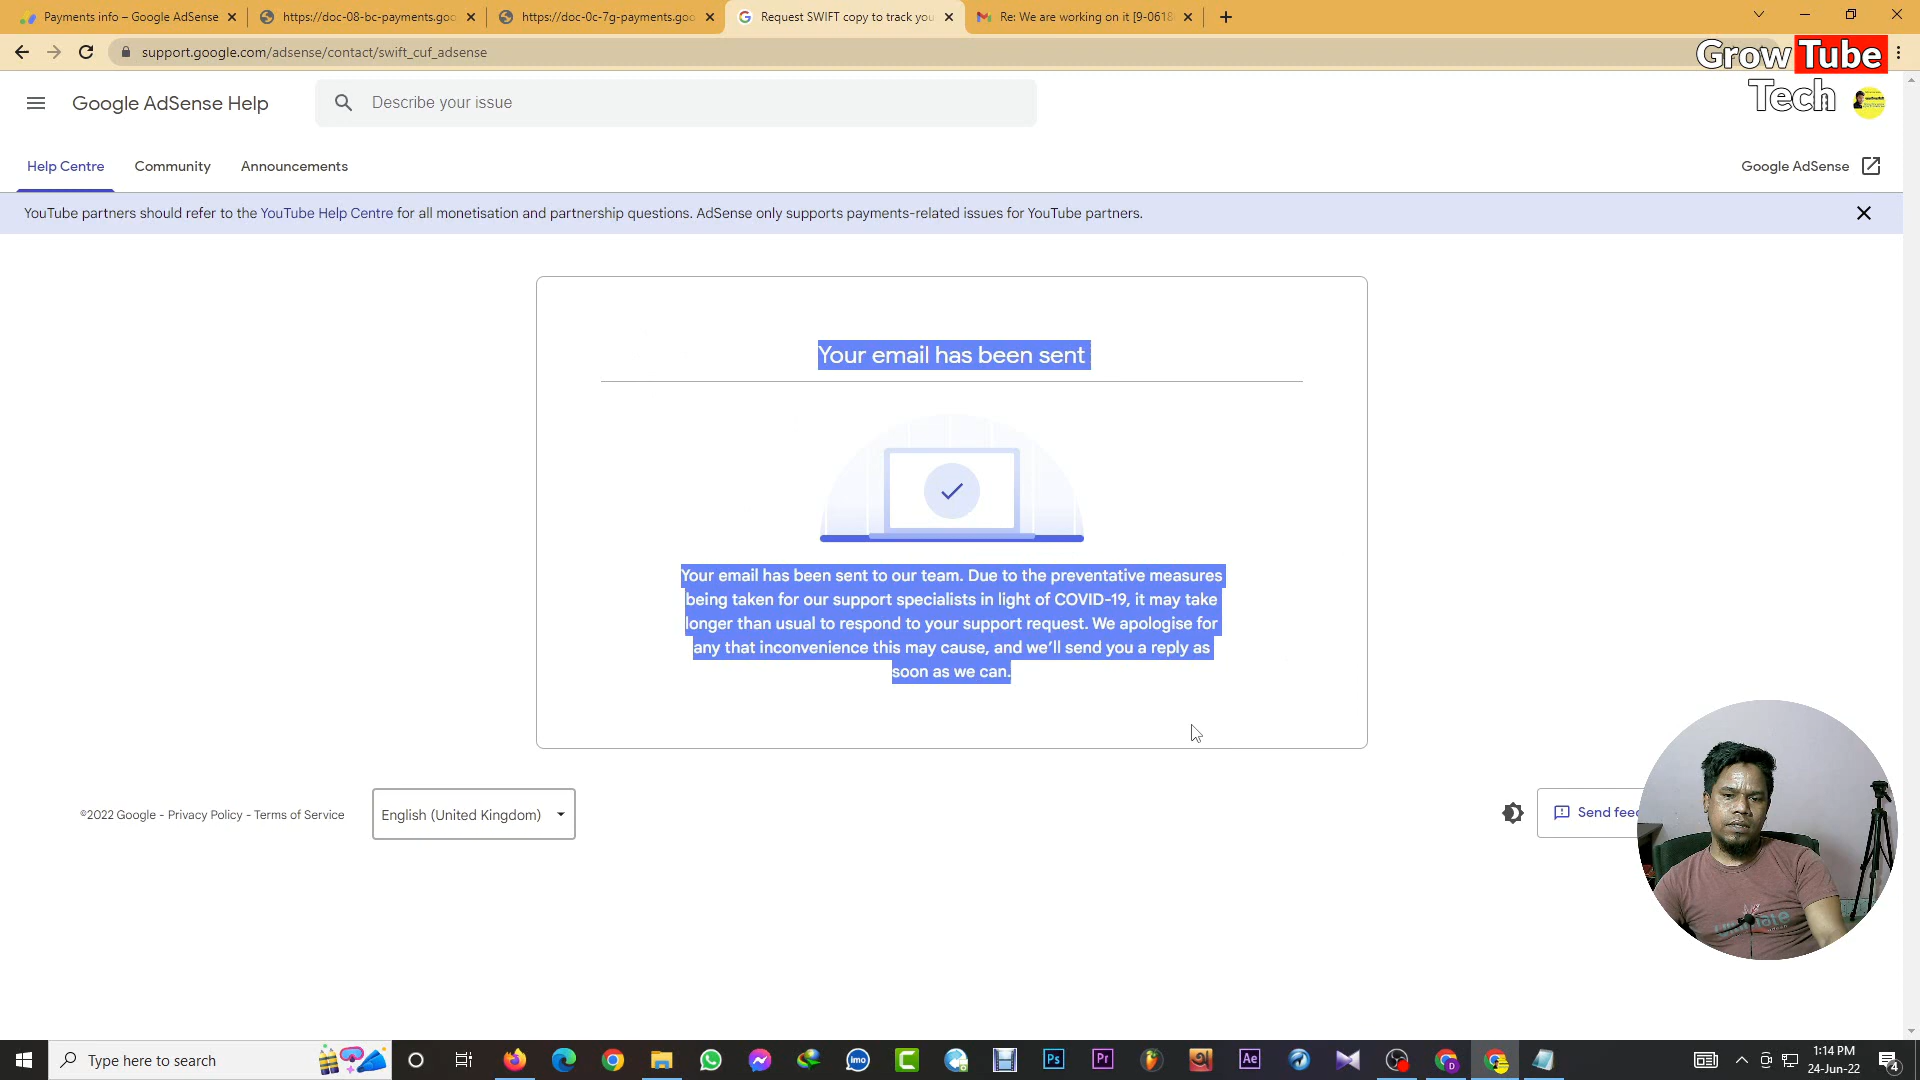 Payments info – Google AdSense
https://doc-08-bc-payments.goo
https://doc-0c-7g-payments.goo
Request SWIFT copy to track you
Re: We are working on it [9-0618
support.google.com/adsense/contact/swift_cuf_adsense
Grow Tube
Tech
Google AdSense Help
Describe your issue
Help Centre
Community
Announcements
Google AdSense
YouTube partners should refer to the YouTube Help Centre for all monetisation and partnership questions. AdSense only supports payments-related issues for YouTube partners.
Your email has been sent
Your email has been sent to our team. Due to the preventative measures
being taken for our support specialists in light of COVID-19, it may take
longer than usual to respond to your support request. We apologise for
any that inconvenience this may cause, and we’ll send you a reply as
soon as we can.
©2022 Google - Privacy Policy - Terms of Service
English (United Kingdom)
Send feed
Type here to search
imo
Ps
Pr
Ae
1:14 PM
24-Jun-22
4